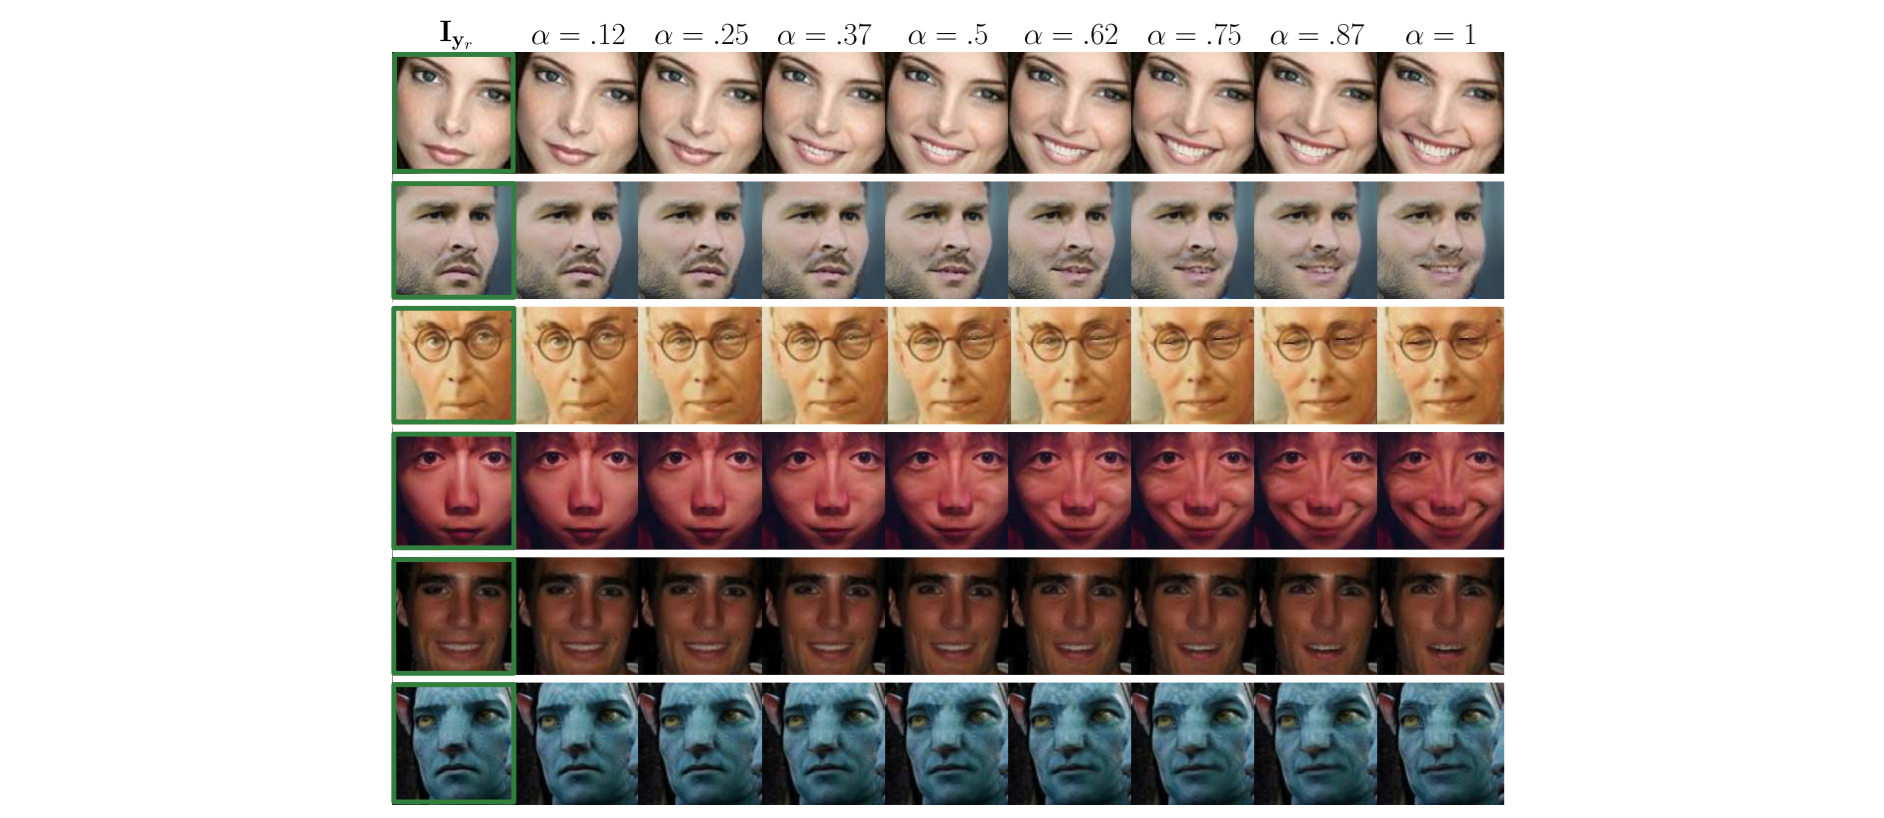 I_{y_r} α = .12 α = .25 α = .37 α = .5 α = .62 α = .75 α = .87 α = 1